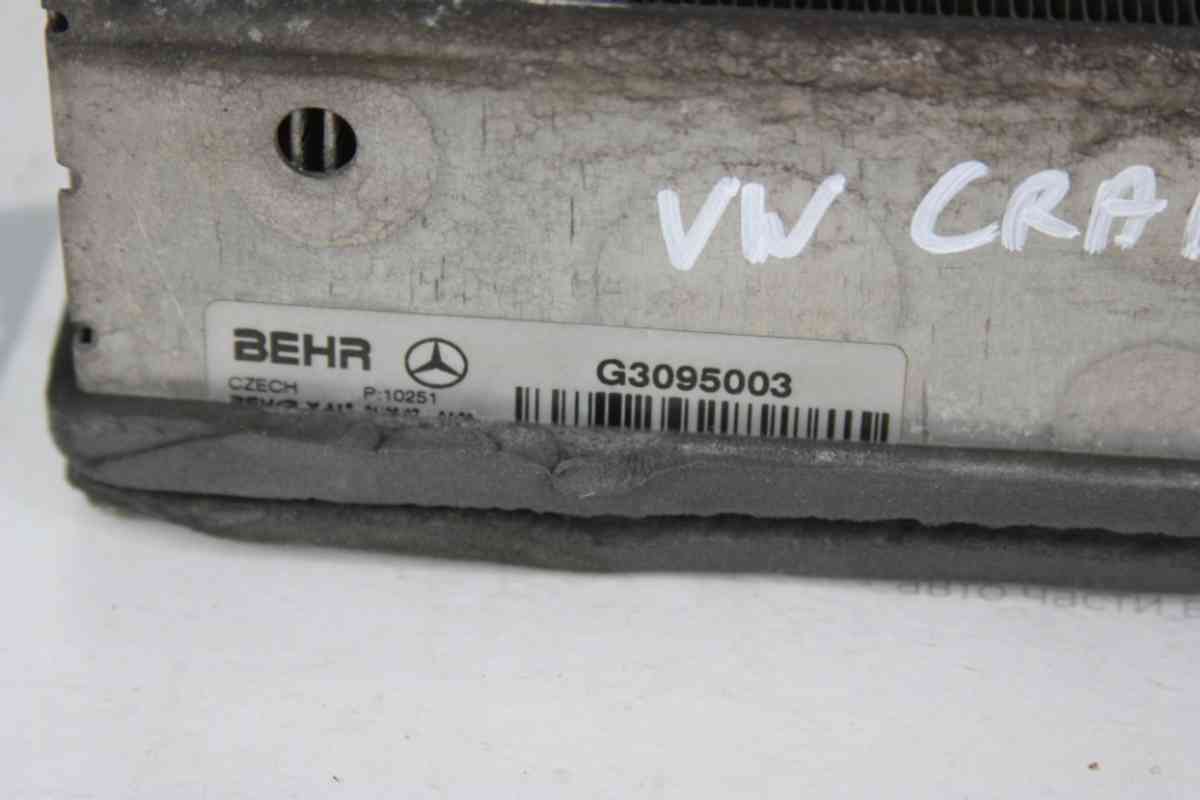 VW CRA
BEHR
G3095003
CZECH
P:10251